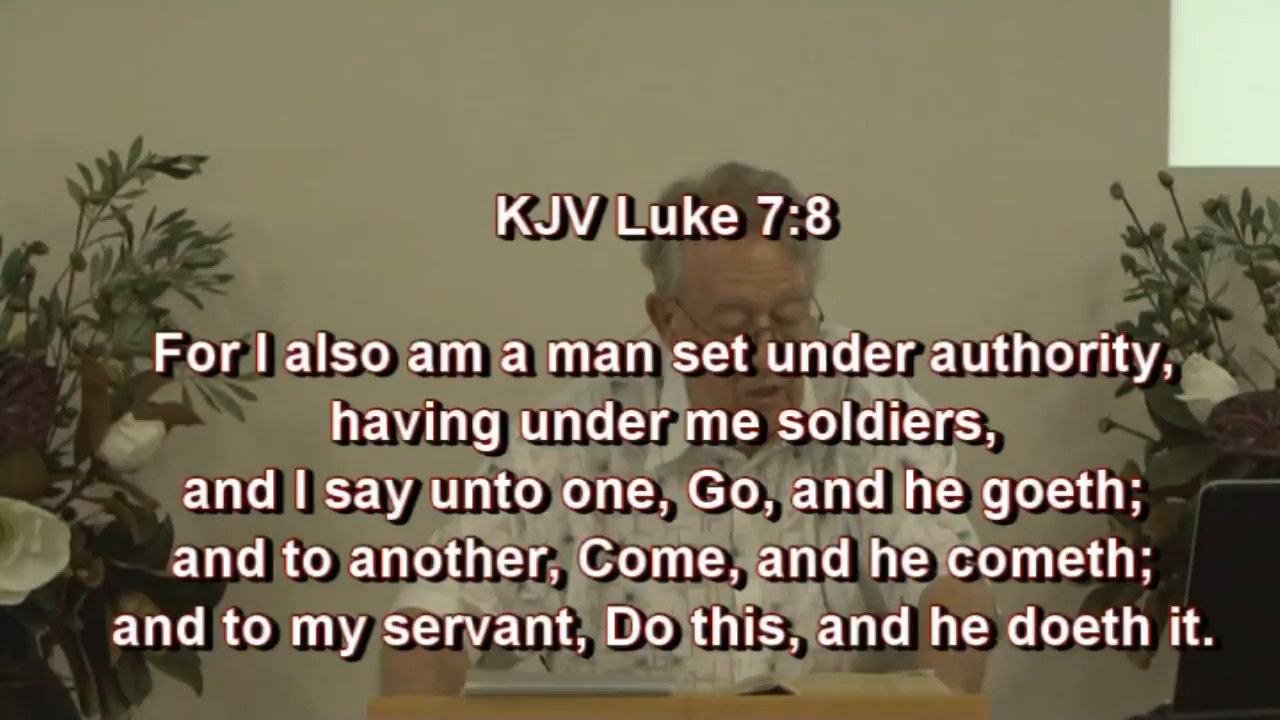 KJV Luke 7:8
For I also am a man set under authority,
having under me soldiers,
and I say unto one, Go, and he goeth;
and to another, Come, and he cometh;
and to my servant, Do this, and he doeth it.